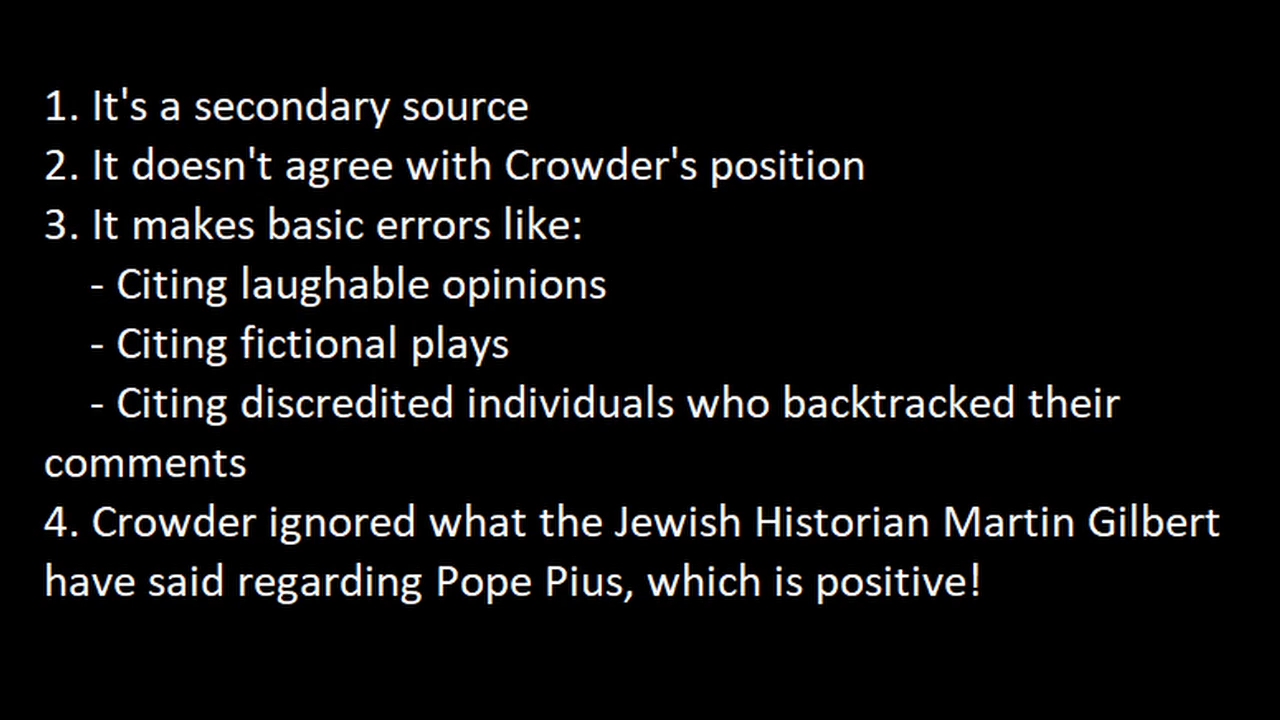 1. It's a secondary source
2. It doesn't agree with Crowder's position
3. It makes basic errors like:
- Citing laughable opinions
- Citing fictional plays
- Citing discredited individuals who backtracked their
comments
4. Crowder ignored what the Jewish Historian Martin Gilbert
have said regarding Pope Pius, which is positive!